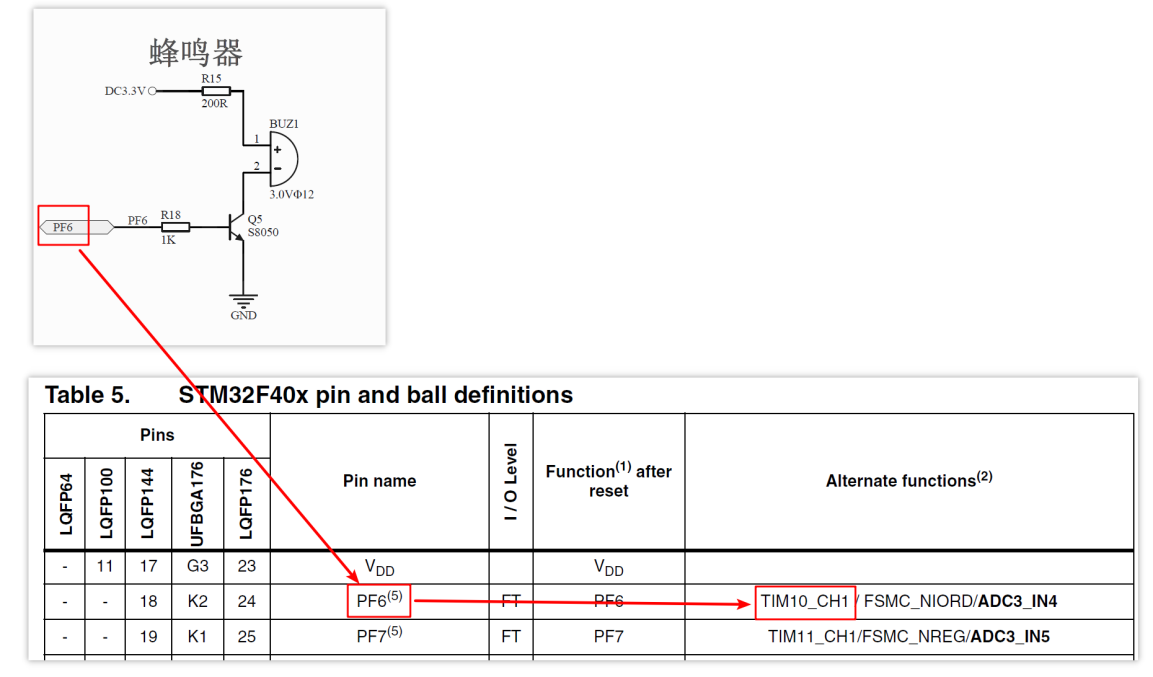 蜂鸣器
R15
DC3.3V
200R
BUZ1
1
+
2
-
3.0VΦ12
PF6
PF6
R18
1K
Q5
S8050
GND
Table 5. STM32F40x pin and ball definitions
Pins
LQFP64
LQFP100
LQFP144
UFBGA176
LQFP176
Pin name
I / O Level
Function(1) after
reset
Alternate functions(2)
- 11 17 G3 23 VDD VDD
- - 18 K2 24 PF6(5) FT PF6 TIM10_CH1/ FSMC_NIORD/ADC3_IN4
- - 19 K1 25 PF7(5) FT PF7 TIM11_CH1/FSMC_NREG/ADC3_IN5